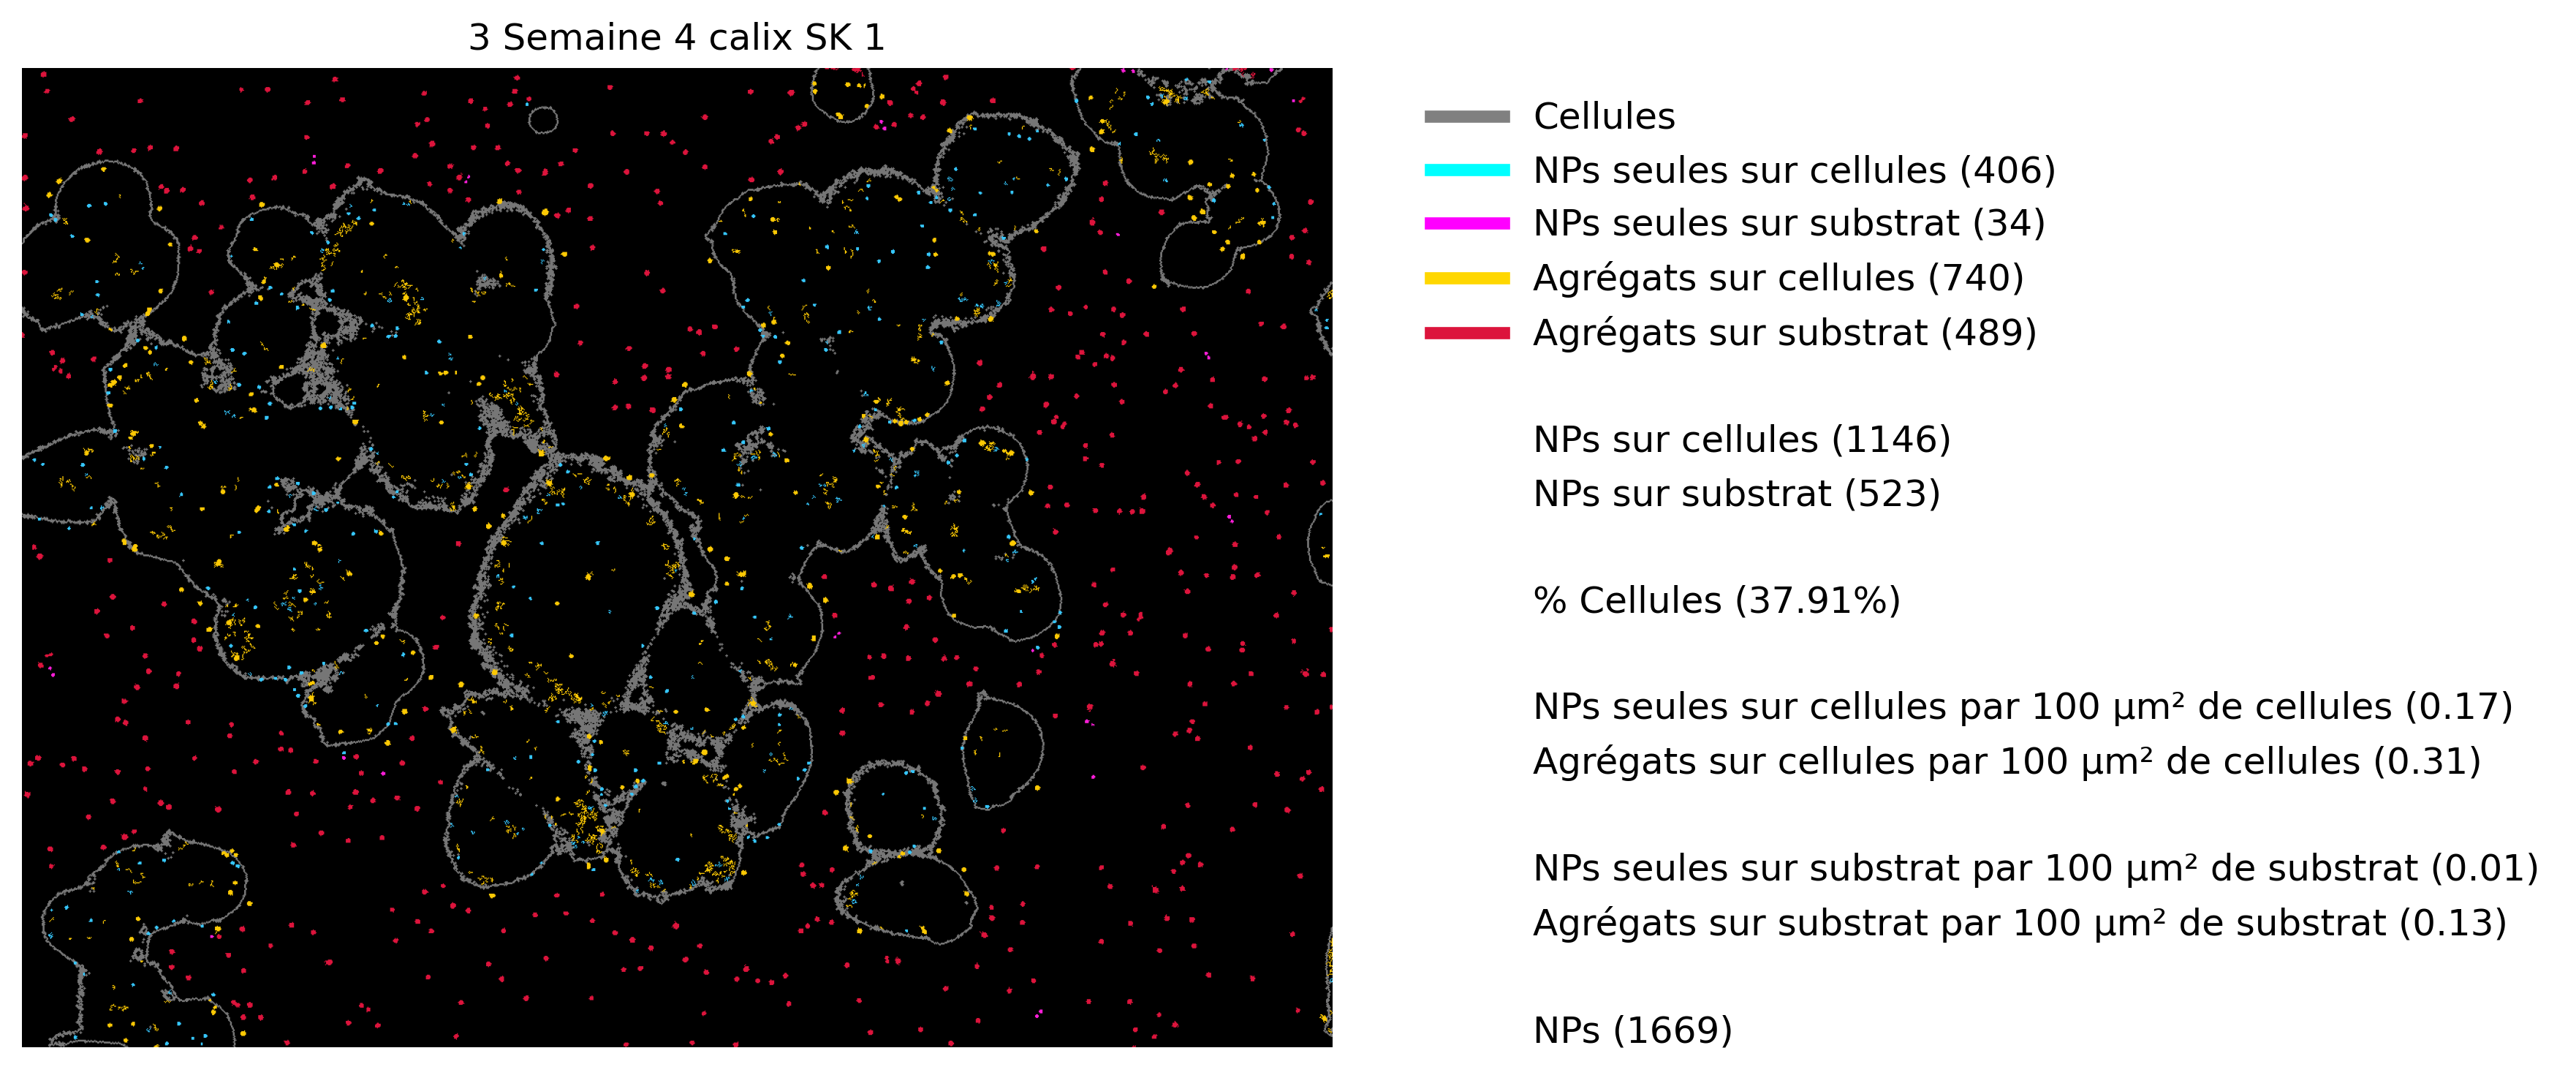 3 Semaine 4 calix SK 1
Cellules
NPs seules sur cellules (406)
NPs seules sur substrat (34)
Agrégats sur cellules (740)
Agrégats sur substrat (489)
NPs sur cellules (1146)
NPs sur substrat (523)
% Cellules (37.91%)
NPs seules sur cellules par 100 µm² de cellules (0.17)
Agrégats sur cellules par 100 µm² de cellules (0.31)
NPs seules sur substrat par 100 µm² de substrat (0.01)
Agrégats sur substrat par 100 µm² de substrat (0.13)
NPs (1669)